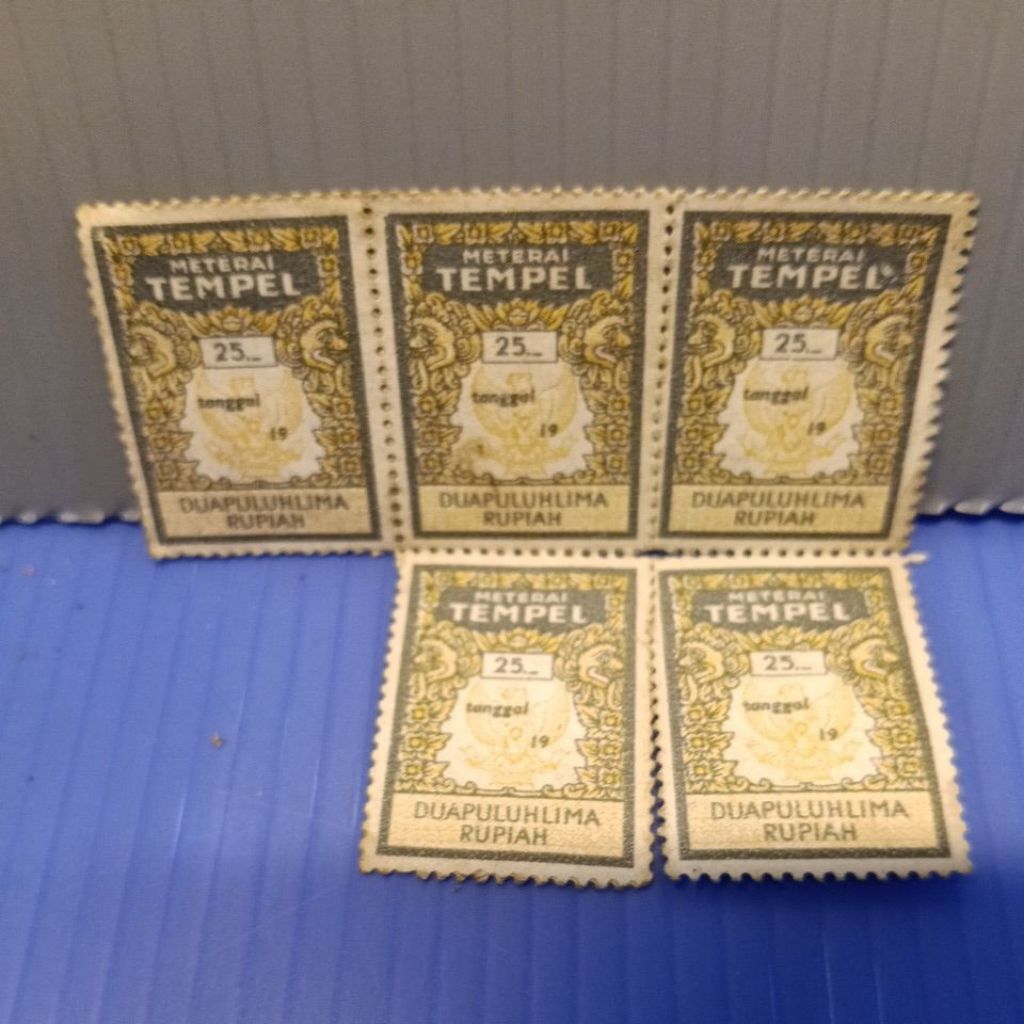 METERAI
TEMPEL
25.-
tanggal
19
DUAPULUHLIMA
RUPIAH
METERAI
TEMPEL
25.-
tanggal
19
DUAPULUHLIMA
RUPIAH
METERAI
TEMPEL
25.-
tanggal
19
DUAPULUHLIMA
RUPIAH
METERAI
TEMPEL
25.-
tanggal
19
DUAPULUHLIMA
RUPIAH
METERAI
TEMPEL
25.-
tanggal
19
DUAPULUHLIMA
RUPIAH